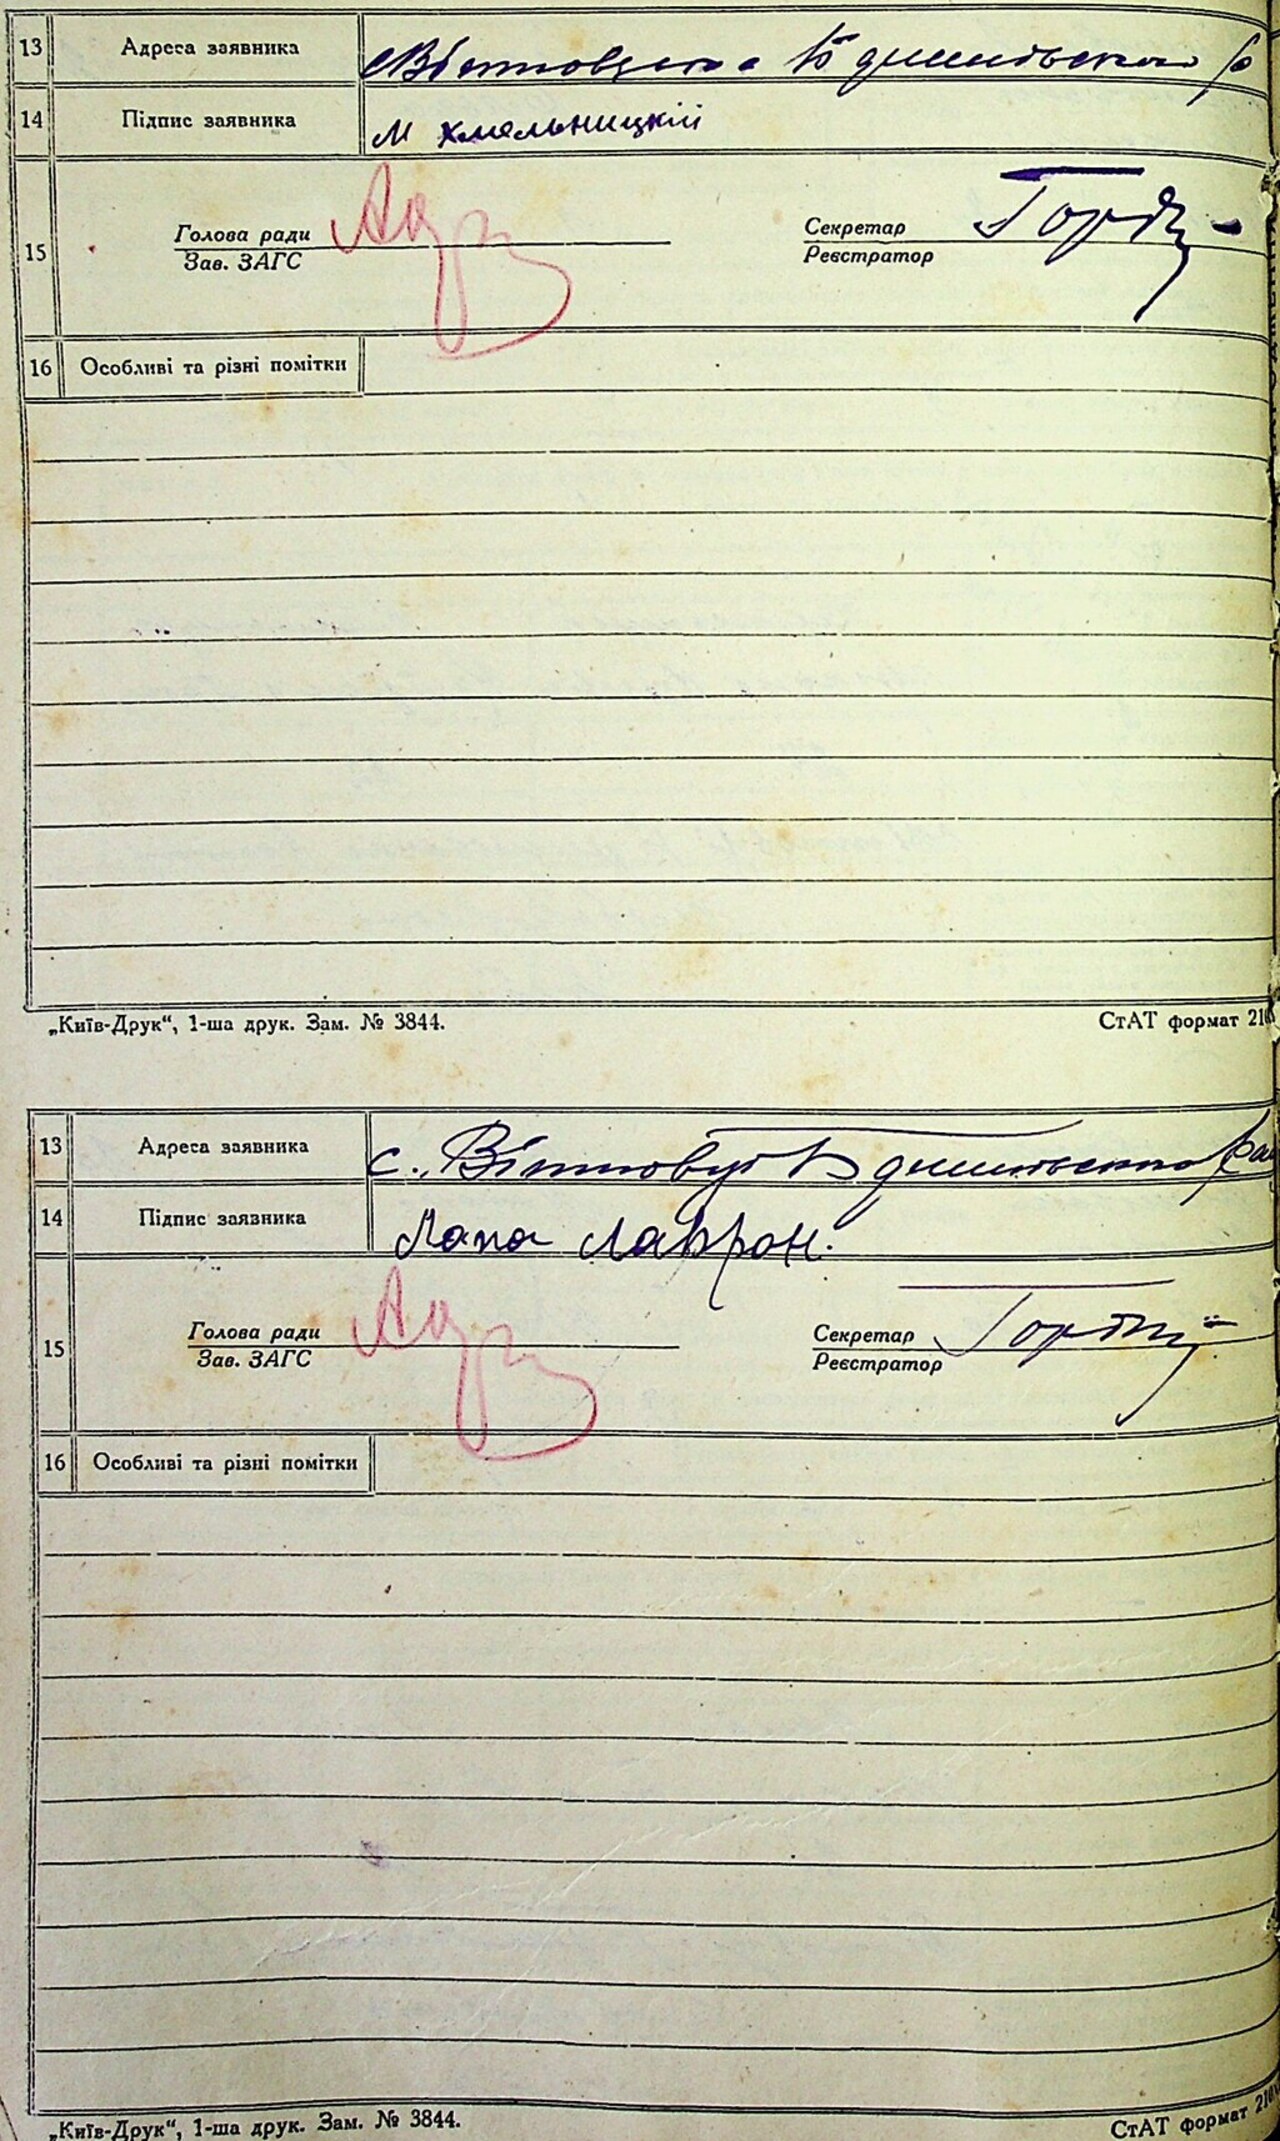 13 Адреса заявника
14 Підпис заявника М Хмельницкій
15 Голова ради Секретар
Зав. ЗАГС Реєстратор
16 Особливі та різні помітки
„Київ-Друк“, 1-ша друк. Зам. № 3844. СтАТ формат 210
13 Адреса заявника с.
14 Підпис заявника Лапа Лаврон.
15 Голова ради Секретар
Зав. ЗАГС Реєстратор
16 Особливі та різні помітки
„Київ-Друк“, 1-ша друк. Зам. № 3844. СтАТ формат 210